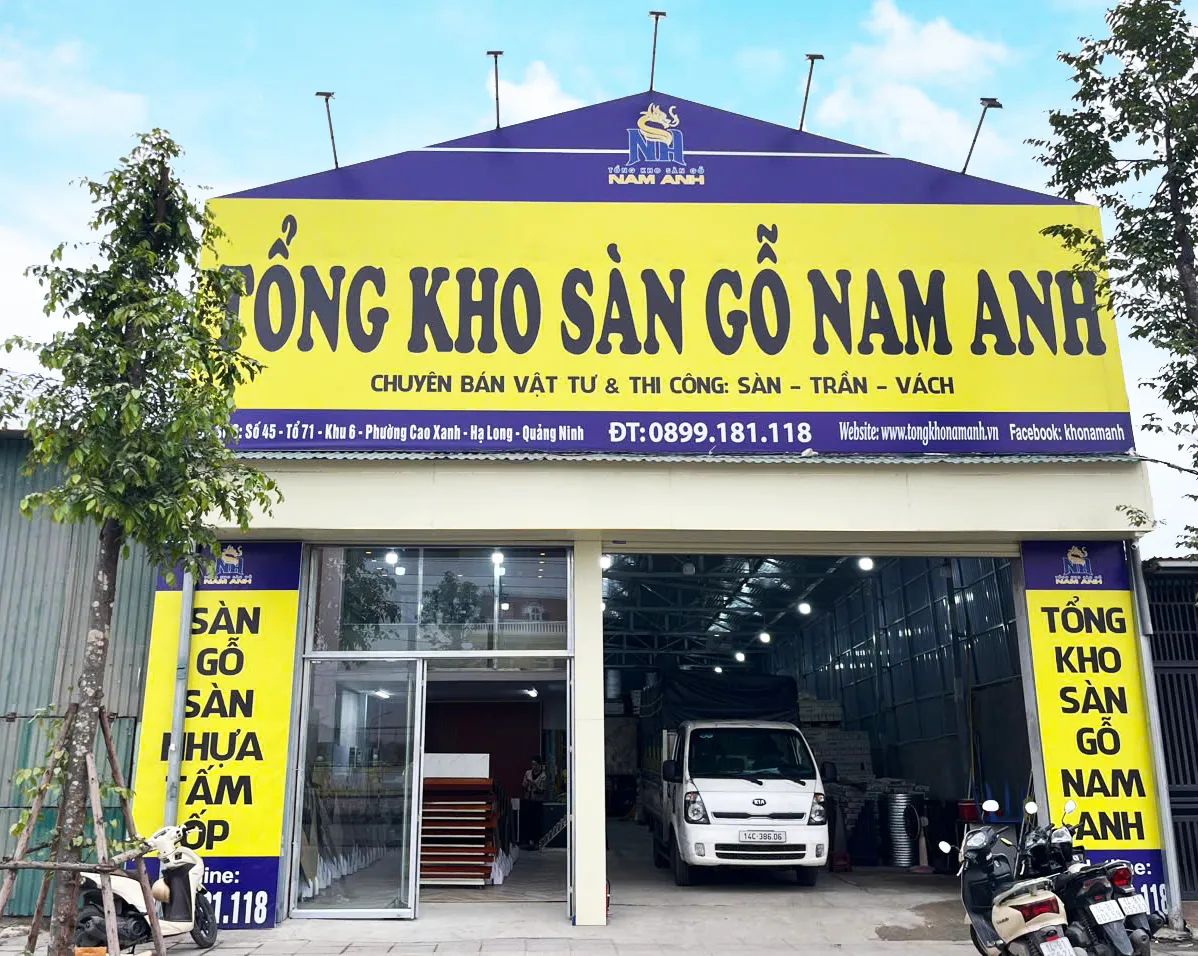 NH
TỔNG KHO SÀN GỖ
NAM ANH
TỔNG KHO SÀN GỖ NAM ANH
CHUYÊN BÁN VẬT TƯ & THI CÔNG: SÀN - TRẦN - VÁCH
Số 45 - Tổ 71 - Khu 6 - Phường Cao Xanh - Hạ Long - Quảng Ninh ĐT: 0899.181.118 Website: www.tongkhonamanh.vn Facebook: khonamanh
NAM ANH
SÀN
GỖ
SÀN
NHỰA
TẤM
ỐP
ine:
1.118
NAM ANH
TỔNG
KHO
SÀN
GỖ
NAM
ANH
118
KIA
14C-386.06